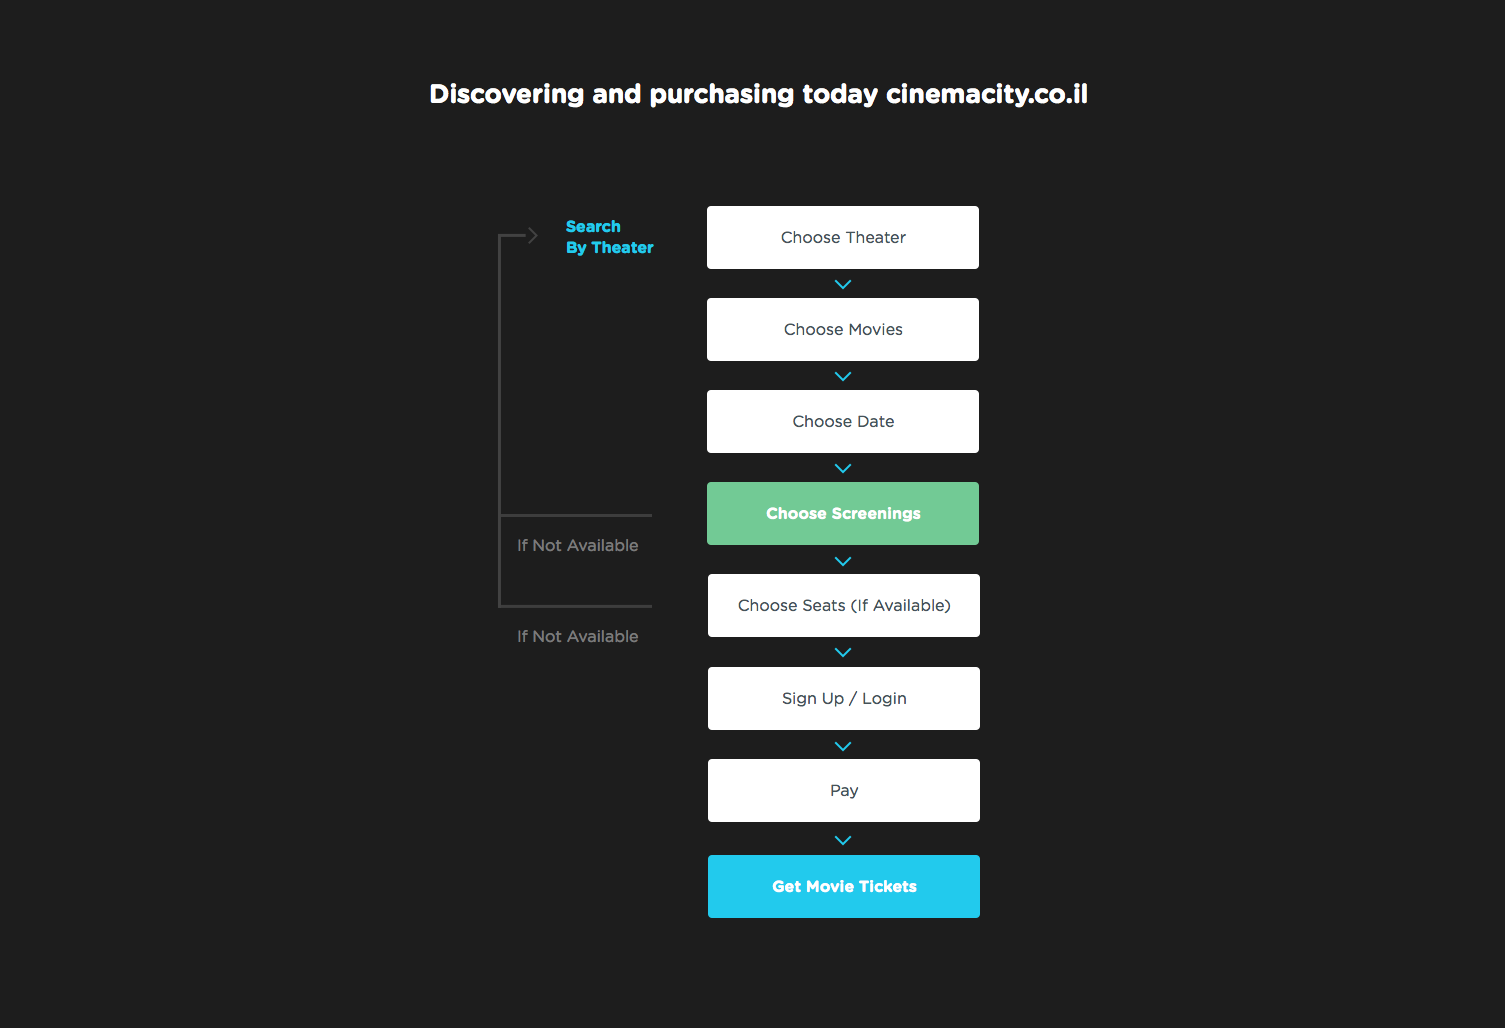 Discovering and purchasing today cinemacity.co.il
Search
By Theater
Choose Theater
Choose Movies
Choose Date
Choose Screenings
If Not Available
Choose Seats (If Available)
If Not Available
Sign Up / Login
Pay
Get Movie Tickets